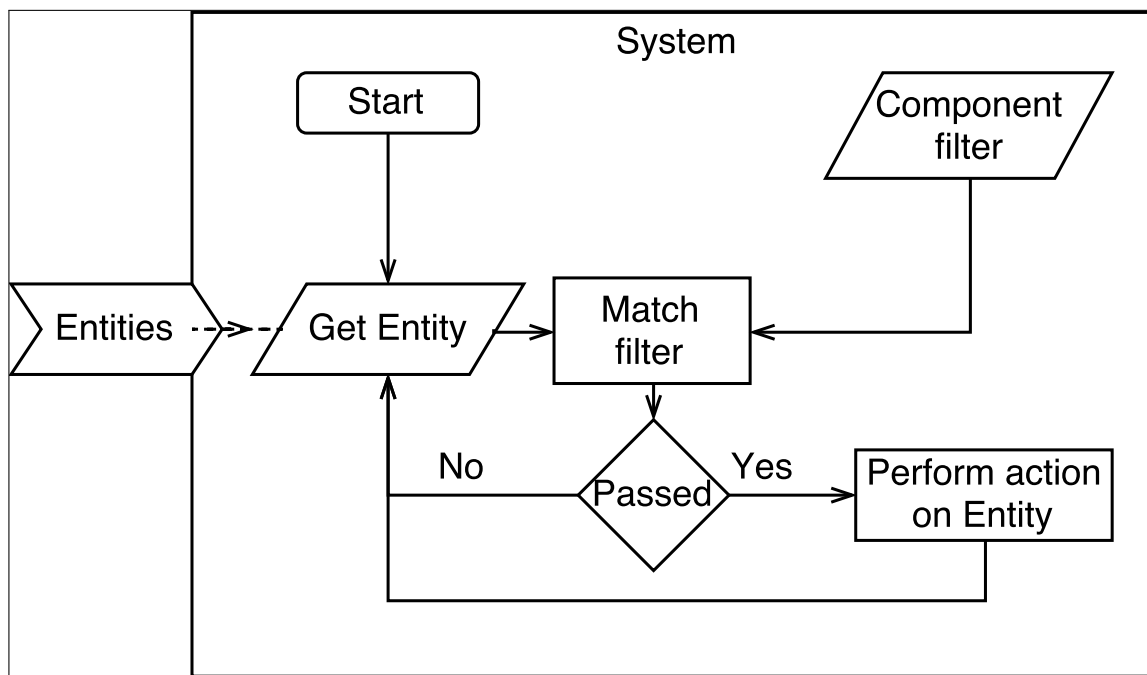 System
Start
Component
filter
Entities
Get Entity
Match
filter
No
Passed
Yes
Perform action
on Entity